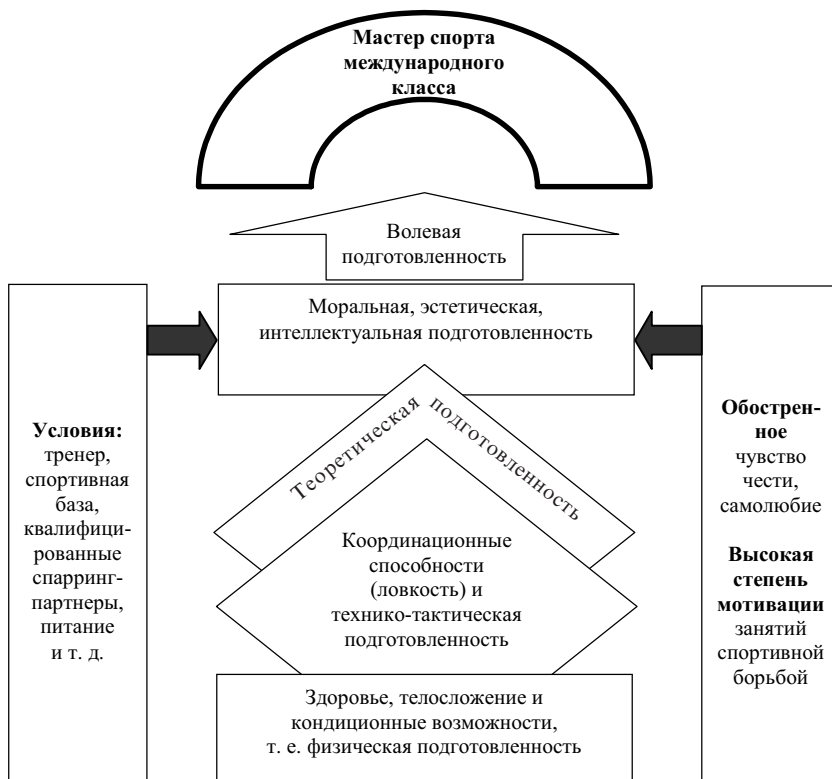 Мастер спорта
международного
класса
Волевая
подготовленность
Моральная, эстетическая,
интеллектуальная подготовленность
Условия:
тренер,
спортивная
база,
квалифици-
рованные
спарринг-
партнеры,
питание
и т. д.
Теоретическая
подготовленность
Координационные
способности
(ловкость) и
технико-тактическая
подготовленность
Здоровье, телосложение и
кондиционные возможности,
т. е. физическая подготовленность
Обострен-
ное
чувство
чести,
самолюбие
Высокая
степень
мотивации
занятий
спортивной
борьбой